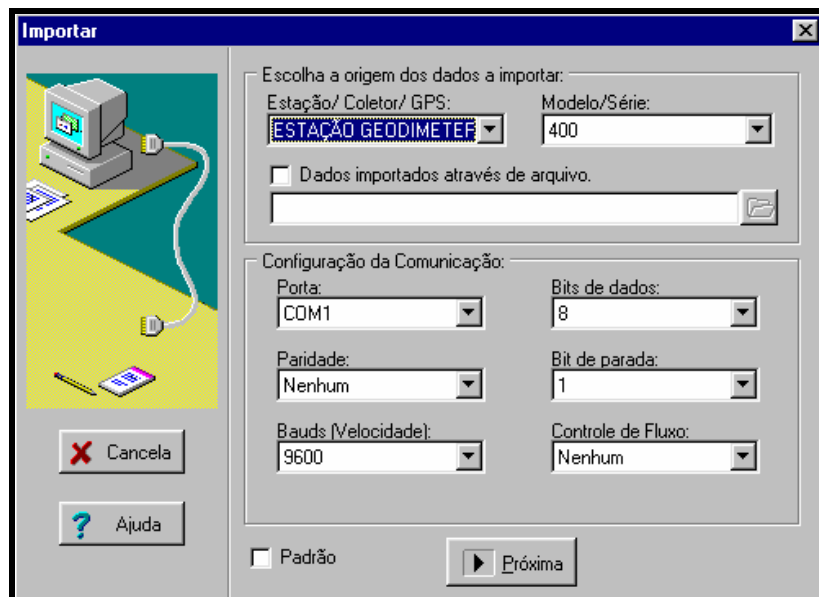 Importar
Escolha a origem dos dados a importar:
Estação/ Coletor/ GPS: Modelo/Série:
ESTAÇÃO GEODIMETER 400
Dados importados através de arquivo.
Configuração da Comunicação:
Porta: Bits de dados:
COM1 8
Paridade: Bit de parada:
Nenhum 1
Bauds (Velocidade): Controle de Fluxo:
9600 Nenhum
Cancela
Ajuda
Padrão Próxima